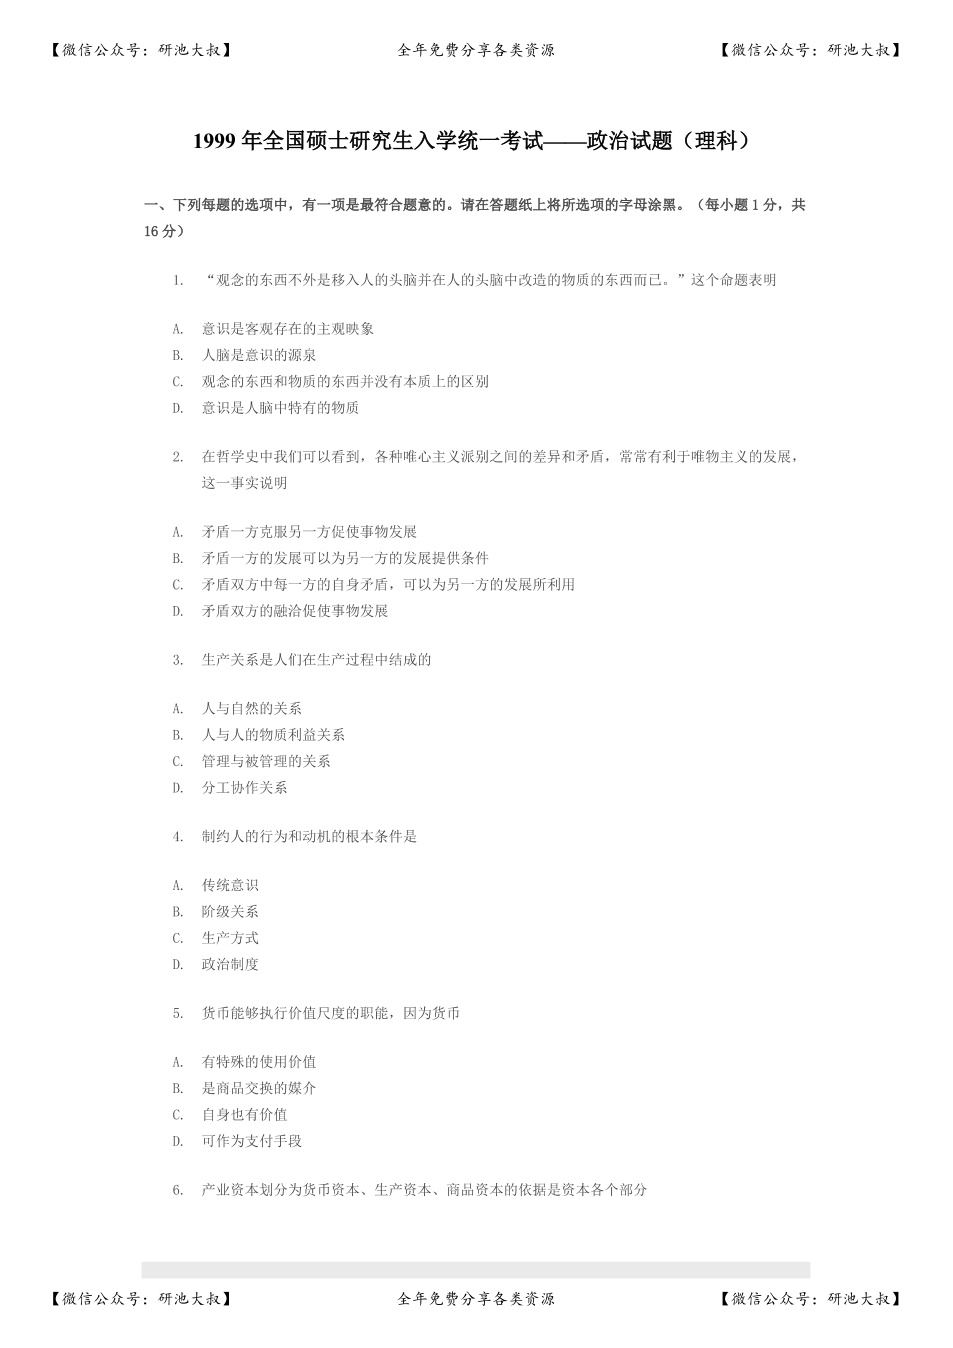 【微信公众号：研池大叔】 全年免费分享各类资源 【微信公众号：研池大叔】
1999 年全国硕士研究生入学统一考试——政治试题（理科）
一、下列每题的选项中，有一项是最符合题意的。请在答题纸上将所选项的字母涂黑。（每小题 1 分，共
16 分）
1. “观念的东西不外是移入人的头脑并在人的头脑中改造的物质的东西而已。”这个命题表明
A. 意识是客观存在的主观映象
B. 人脑是意识的源泉
C. 观念的东西和物质的东西并没有本质上的区别
D. 意识是人脑中特有的物质
2. 在哲学史中我们可以看到，各种唯心主义派别之间的差异和矛盾，常常有利于唯物主义的发展，
这一事实说明
A. 矛盾一方克服另一方促使事物发展
B. 矛盾一方的发展可以为另一方的发展提供条件
C. 矛盾双方中每一方的自身矛盾，可以为另一方的发展所利用
D. 矛盾双方的融洽促使事物发展
3. 生产关系是人们在生产过程中结成的
A. 人与自然的关系
B. 人与人的物质利益关系
C. 管理与被管理的关系
D. 分工协作关系
4. 制约人的行为和动机的根本条件是
A. 传统意识
B. 阶级关系
C. 生产方式
D. 政治制度
5. 货币能够执行价值尺度的职能，因为货币
A. 有特殊的使用价值
B. 是商品交换的媒介
C. 自身也有价值
D. 可作为支付手段
6. 产业资本划分为货币资本、生产资本、商品资本的依据是资本各个部分
【微信公众号：研池大叔】 全年免费分享各类资源 【微信公众号：研池大叔】